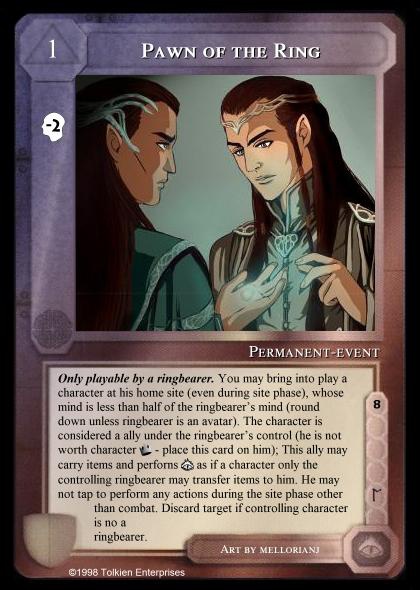 1
PAWN OF THE RING
-2
PERMANENT-EVENT
Only playable by a ringbearer. You may bring into play a
character at his home site (even during site phase), whose
mind is less than half of the ringbearer's mind (round
down unless ringbearer is an avatar). The character is
considered a ally under the ringbearer's control (he is not
worth character - place this card on him); This ally may
carry items and performs as if a character only the
controlling ringbearer may transfer items to him. He may
not tap to perform any actions during the site phase other
than combat. Discard target if controlling character
is no a
ringbearer.
8
ART BY MELLORIANJ
©1998 Tolkien Enterprises